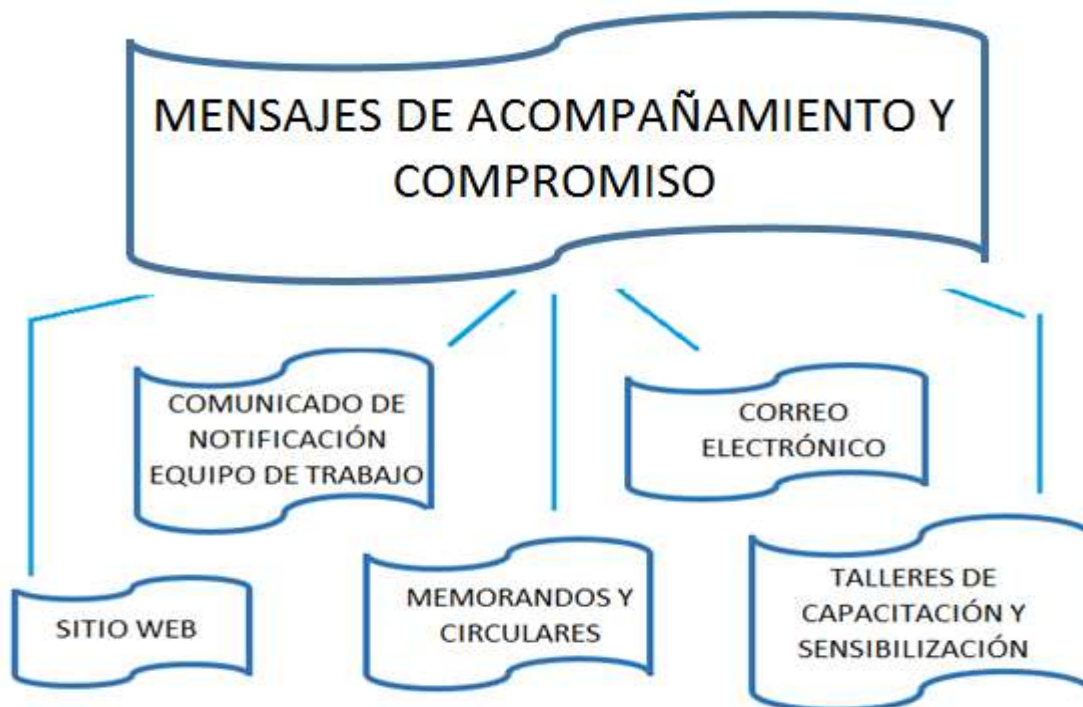 MENSAJES DE ACOMPAÑAMIENTO Y
COMPROMISO
COMUNICADO DE
NOTIFICACIÓN
EQUIPO DE TRABAJO
CORREO
ELECTRÓNICO
SITIO WEB
MEMORANDOS Y
CIRCULARES
TALLERES DE
CAPACITACIÓN Y
SENSIBILIZACIÓN